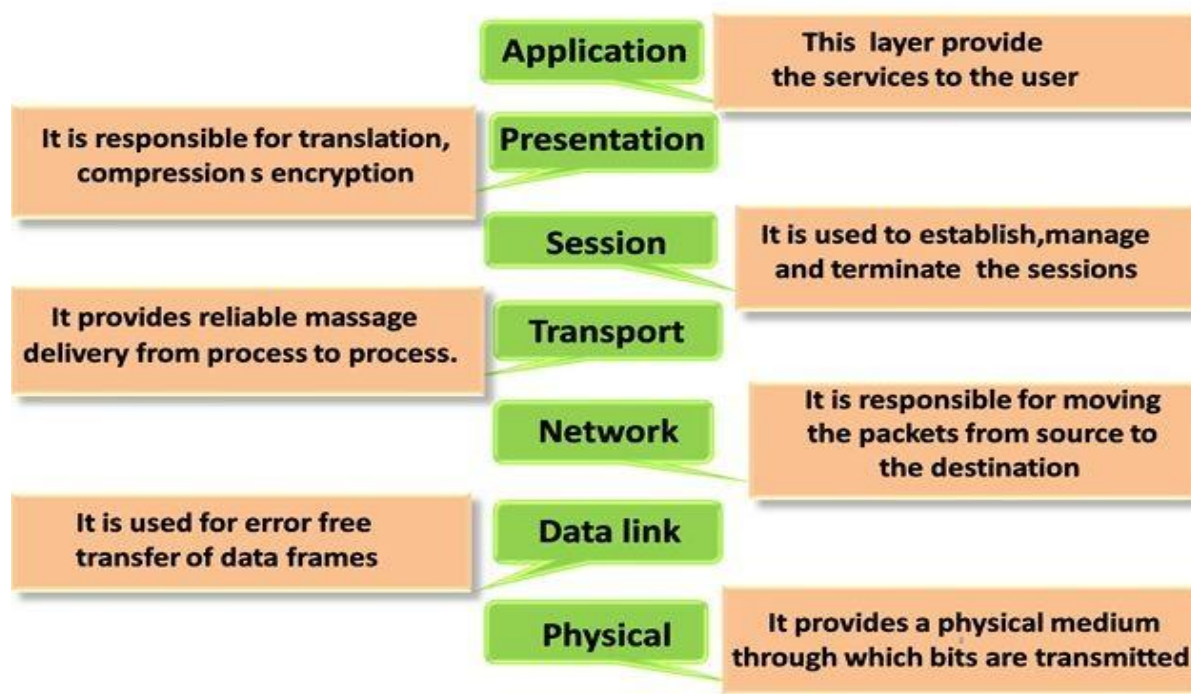 Application
This layer provide
the services to the user
Presentation
It is responsible for translation,
compression s encryption
Session
It is used to establish,manage
and terminate the sessions
Transport
It provides reliable massage
delivery from process to process.
Network
It is responsible for moving
the packets from source to
the destination
Data link
It is used for error free
transfer of data frames
Physical
It provides a physical medium
through which bits are transmitted